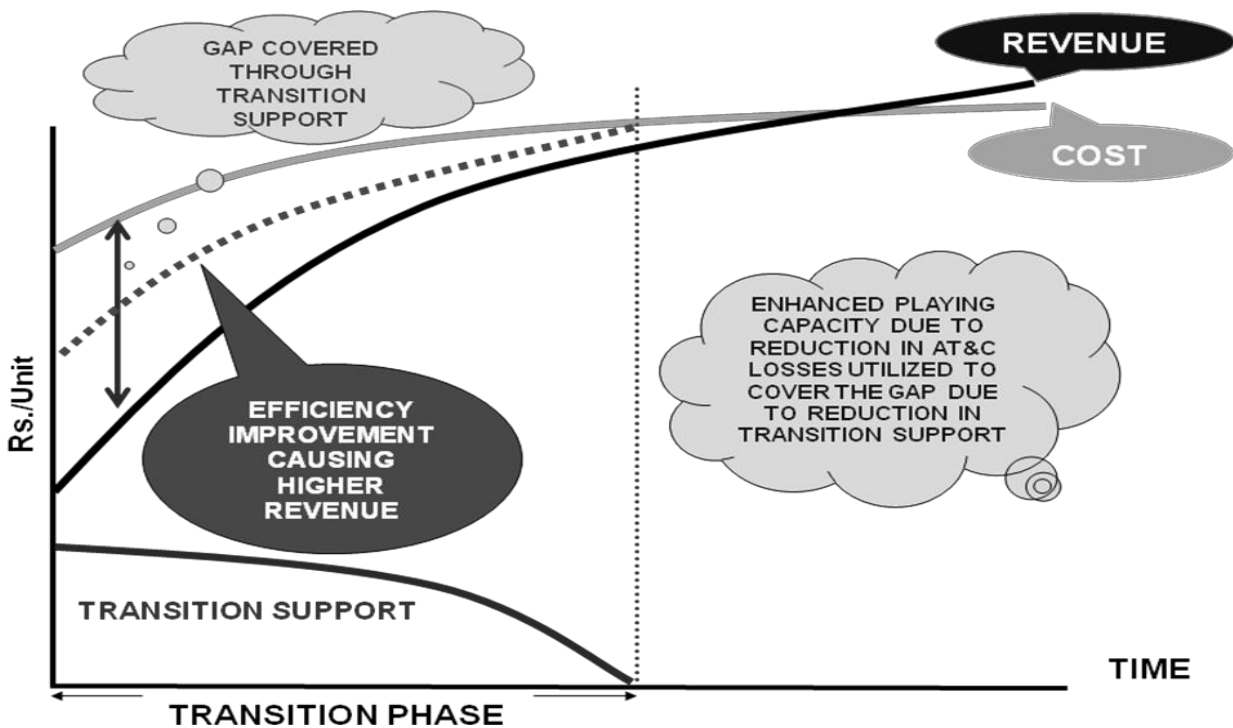 GAP COVERED
THROUGH
TRANSITION
SUPPORT
REVENUE
COST
Rs./Unit
EFFICIENCY
IMPROVEMENT
CAUSING
HIGHER
REVENUE
ENHANCED PLAYING
CAPACITY DUE TO
REDUCTION IN AT&C
LOSSES UTILIZED TO
COVER THE GAP DUE
TO REDUCTION IN
TRANSITION SUPPORT
TRANSITION SUPPORT
TIME
TRANSITION PHASE